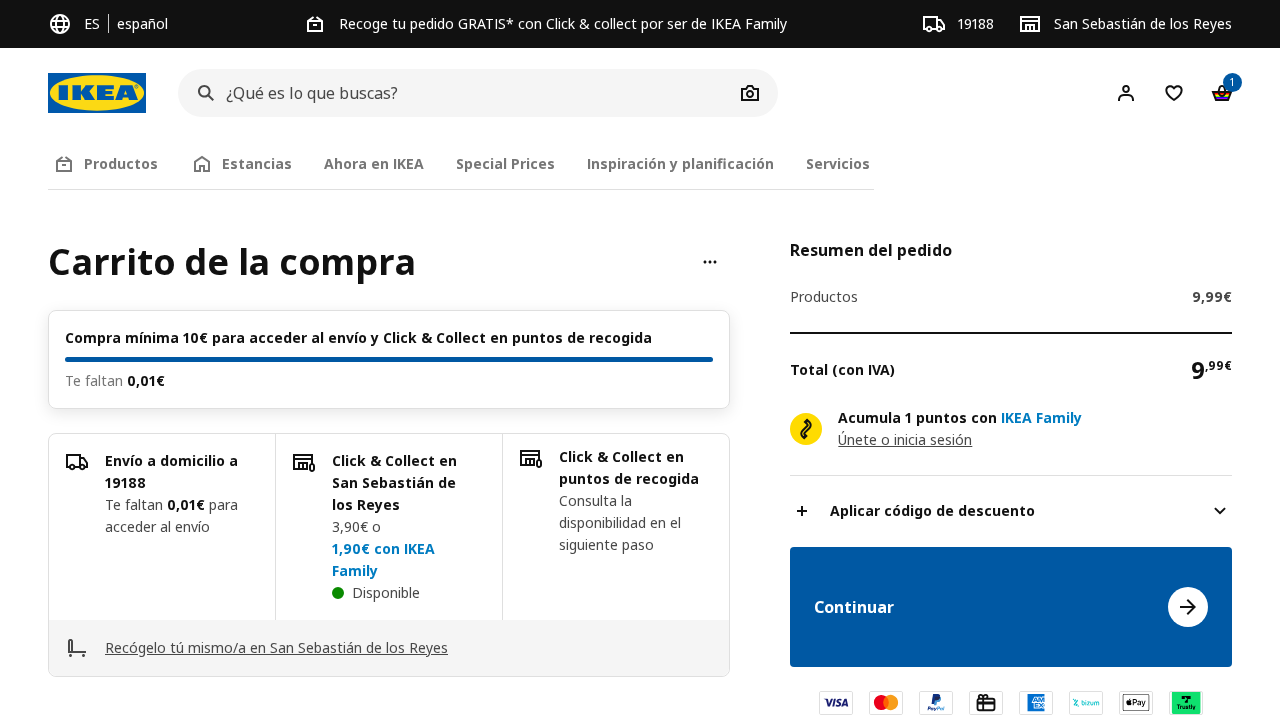 ES español
Recoge tu pedido GRATIS* con Click & collect por ser de IKEA Family
19188
San Sebastián de los Reyes
IKEA
¿Qué es lo que buscas?
1
Productos
Estancias
Ahora en IKEA
Special Prices
Inspiración y planificación
Servicios
Carrito de la compra
Compra mínima 10€ para acceder al envío y Click & Collect en puntos de recogida
Te faltan 0,01€
Envío a domicilio a
19188
Te faltan 0,01€ para
acceder al envío
Click & Collect en
San Sebastián de
los Reyes
3,90€ o
1,90€ con IKEA
Family
Disponible
Click & Collect en
puntos de recogida
Consulta la
disponibilidad en el
siguiente paso
Recógelo tú mismo/a en San Sebastián de los Reyes
Resumen del pedido
Productos 9,99€
Total (con IVA) 9,99€
Acumula 1 puntos con IKEA Family
Únete o inicia sesión
Aplicar código de descuento
Continuar
VISA
PayPal
AM
EX
bizum
Pay
Trustly